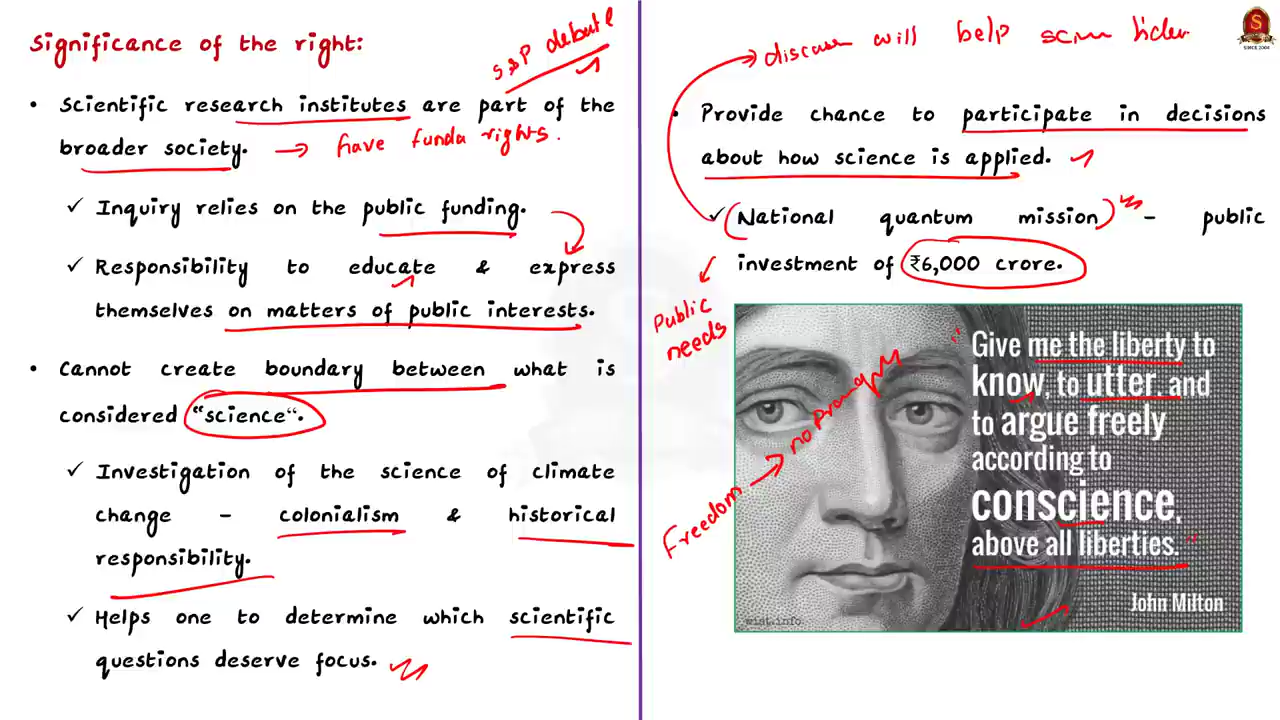 Significance of the right:
debate
• Scientific research institutes are part of the
broader society. → have funda rights.
✓ Inquiry relies on the public funding.
✓ Responsibility to educate & express
themselves on matters of public interests.
• Cannot create boundary between what is
considered "science".
✓ Investigation of the science of climate
change - colonialism & historical
responsibility.
✓ Helps one to determine which scientific
questions deserve focus.
will help
S
SINCE 2004
• Provide chance to participate in decisions
about how science is applied.
✓ (National quantum mission) - public
investment of ₹6,000 crore.
Public
needs
Freedom → no
Give me the liberty to
know, to utter and
to argue freely
according to
conscience,
above all liberties.
John Milton
wist.info